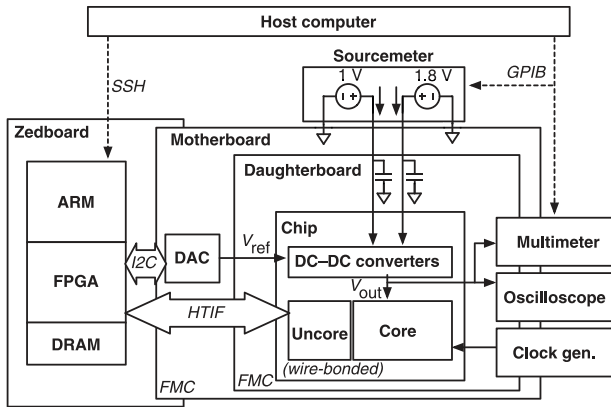 Host computer
Sourcemeter
SSH
1 V
1.8 V
GPIB
Zedboard
Motherboard
Daughterboard
ARM
Chip
DAC
Vref
I2C
DC–DC converters
Multimeter
FPGA
Vout
Oscilloscope
HTIF
Uncore
Core
DRAM
Clock gen.
(wire-bonded)
FMC
FMC